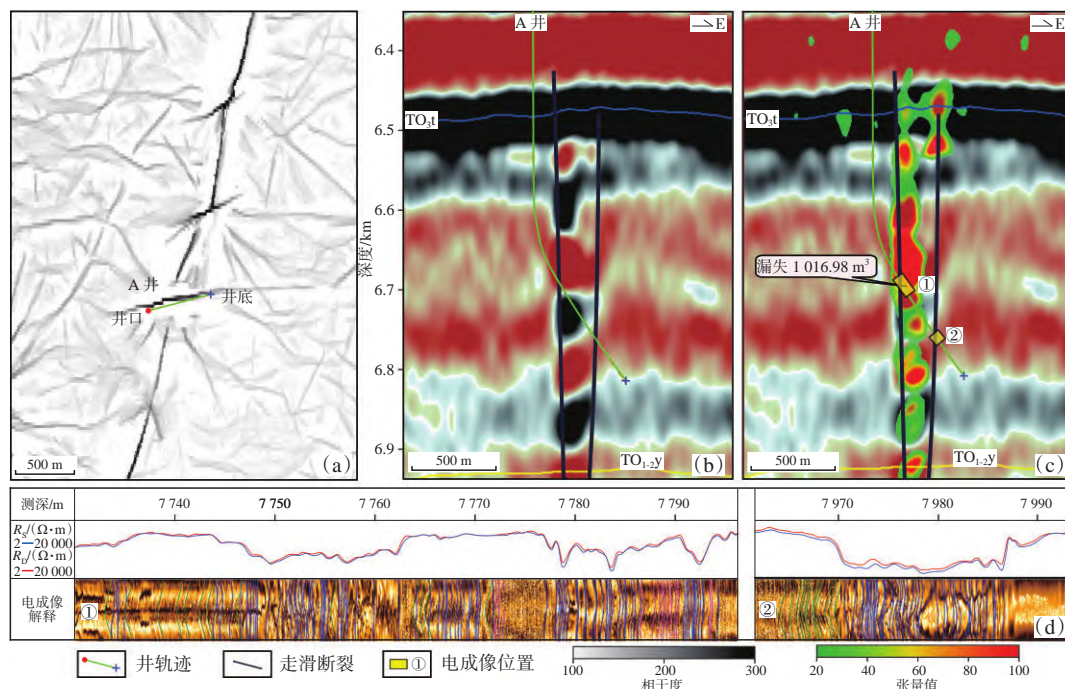 A 井
井口
井底
500 m
(a)
深度/km
6.4
6.5
6.6
6.7
6.8
6.9
A 井
E
TO₃t
500 m
TO₁₋₂y
(b)
A 井
E
TO₃t
漏失 1 016.98 m³
①
②
500 m
TO₁₋₂y
(c)
测深/m
7 740
7 750
7 760
7 770
7 780
7 790
7 970
7 980
7 990
R_S/(Ω·m)
2 20 000
R_D/(Ω·m)
2 20 000
电成像
解释
①
②
(d)
井轨迹
走滑断裂
① 电成像位置
100 200 300
相干度
20 40 60 80 100
张量值